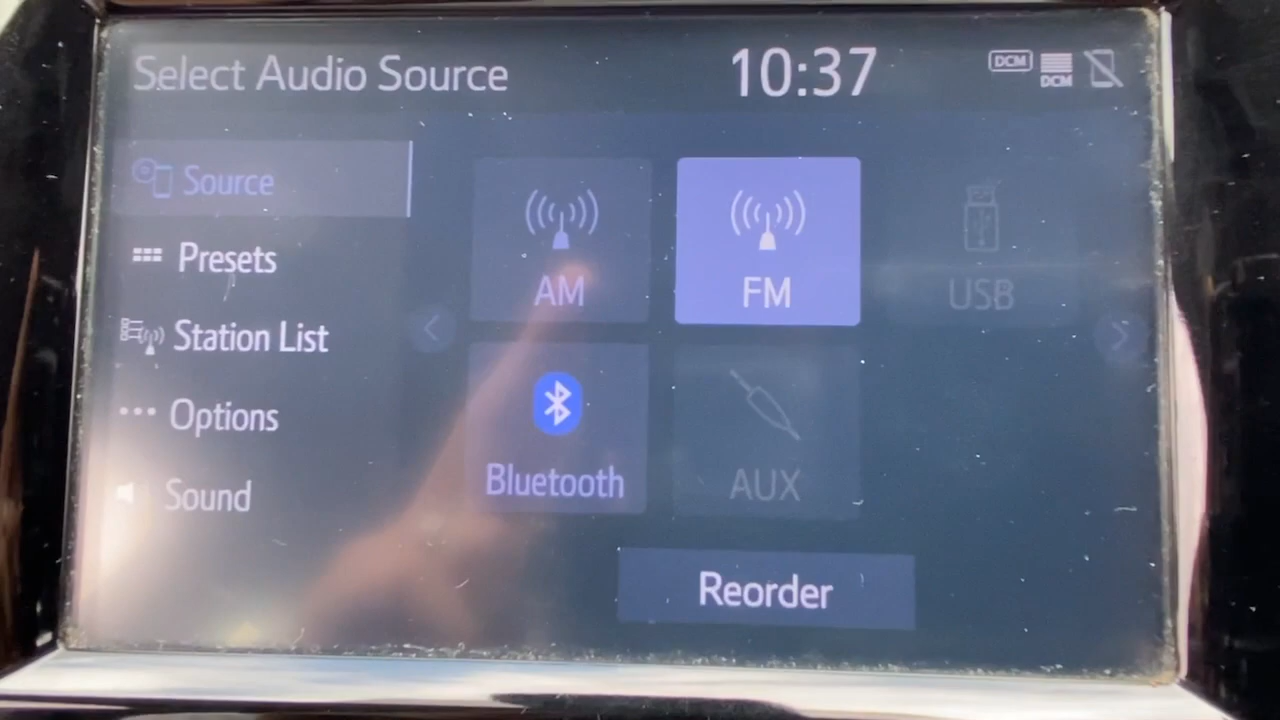 Select Audio Source
10:37
DCM
DCM
Source
Presets
Station List
Options
Sound
AM
FM
USB
Bluetooth
AUX
Reorder